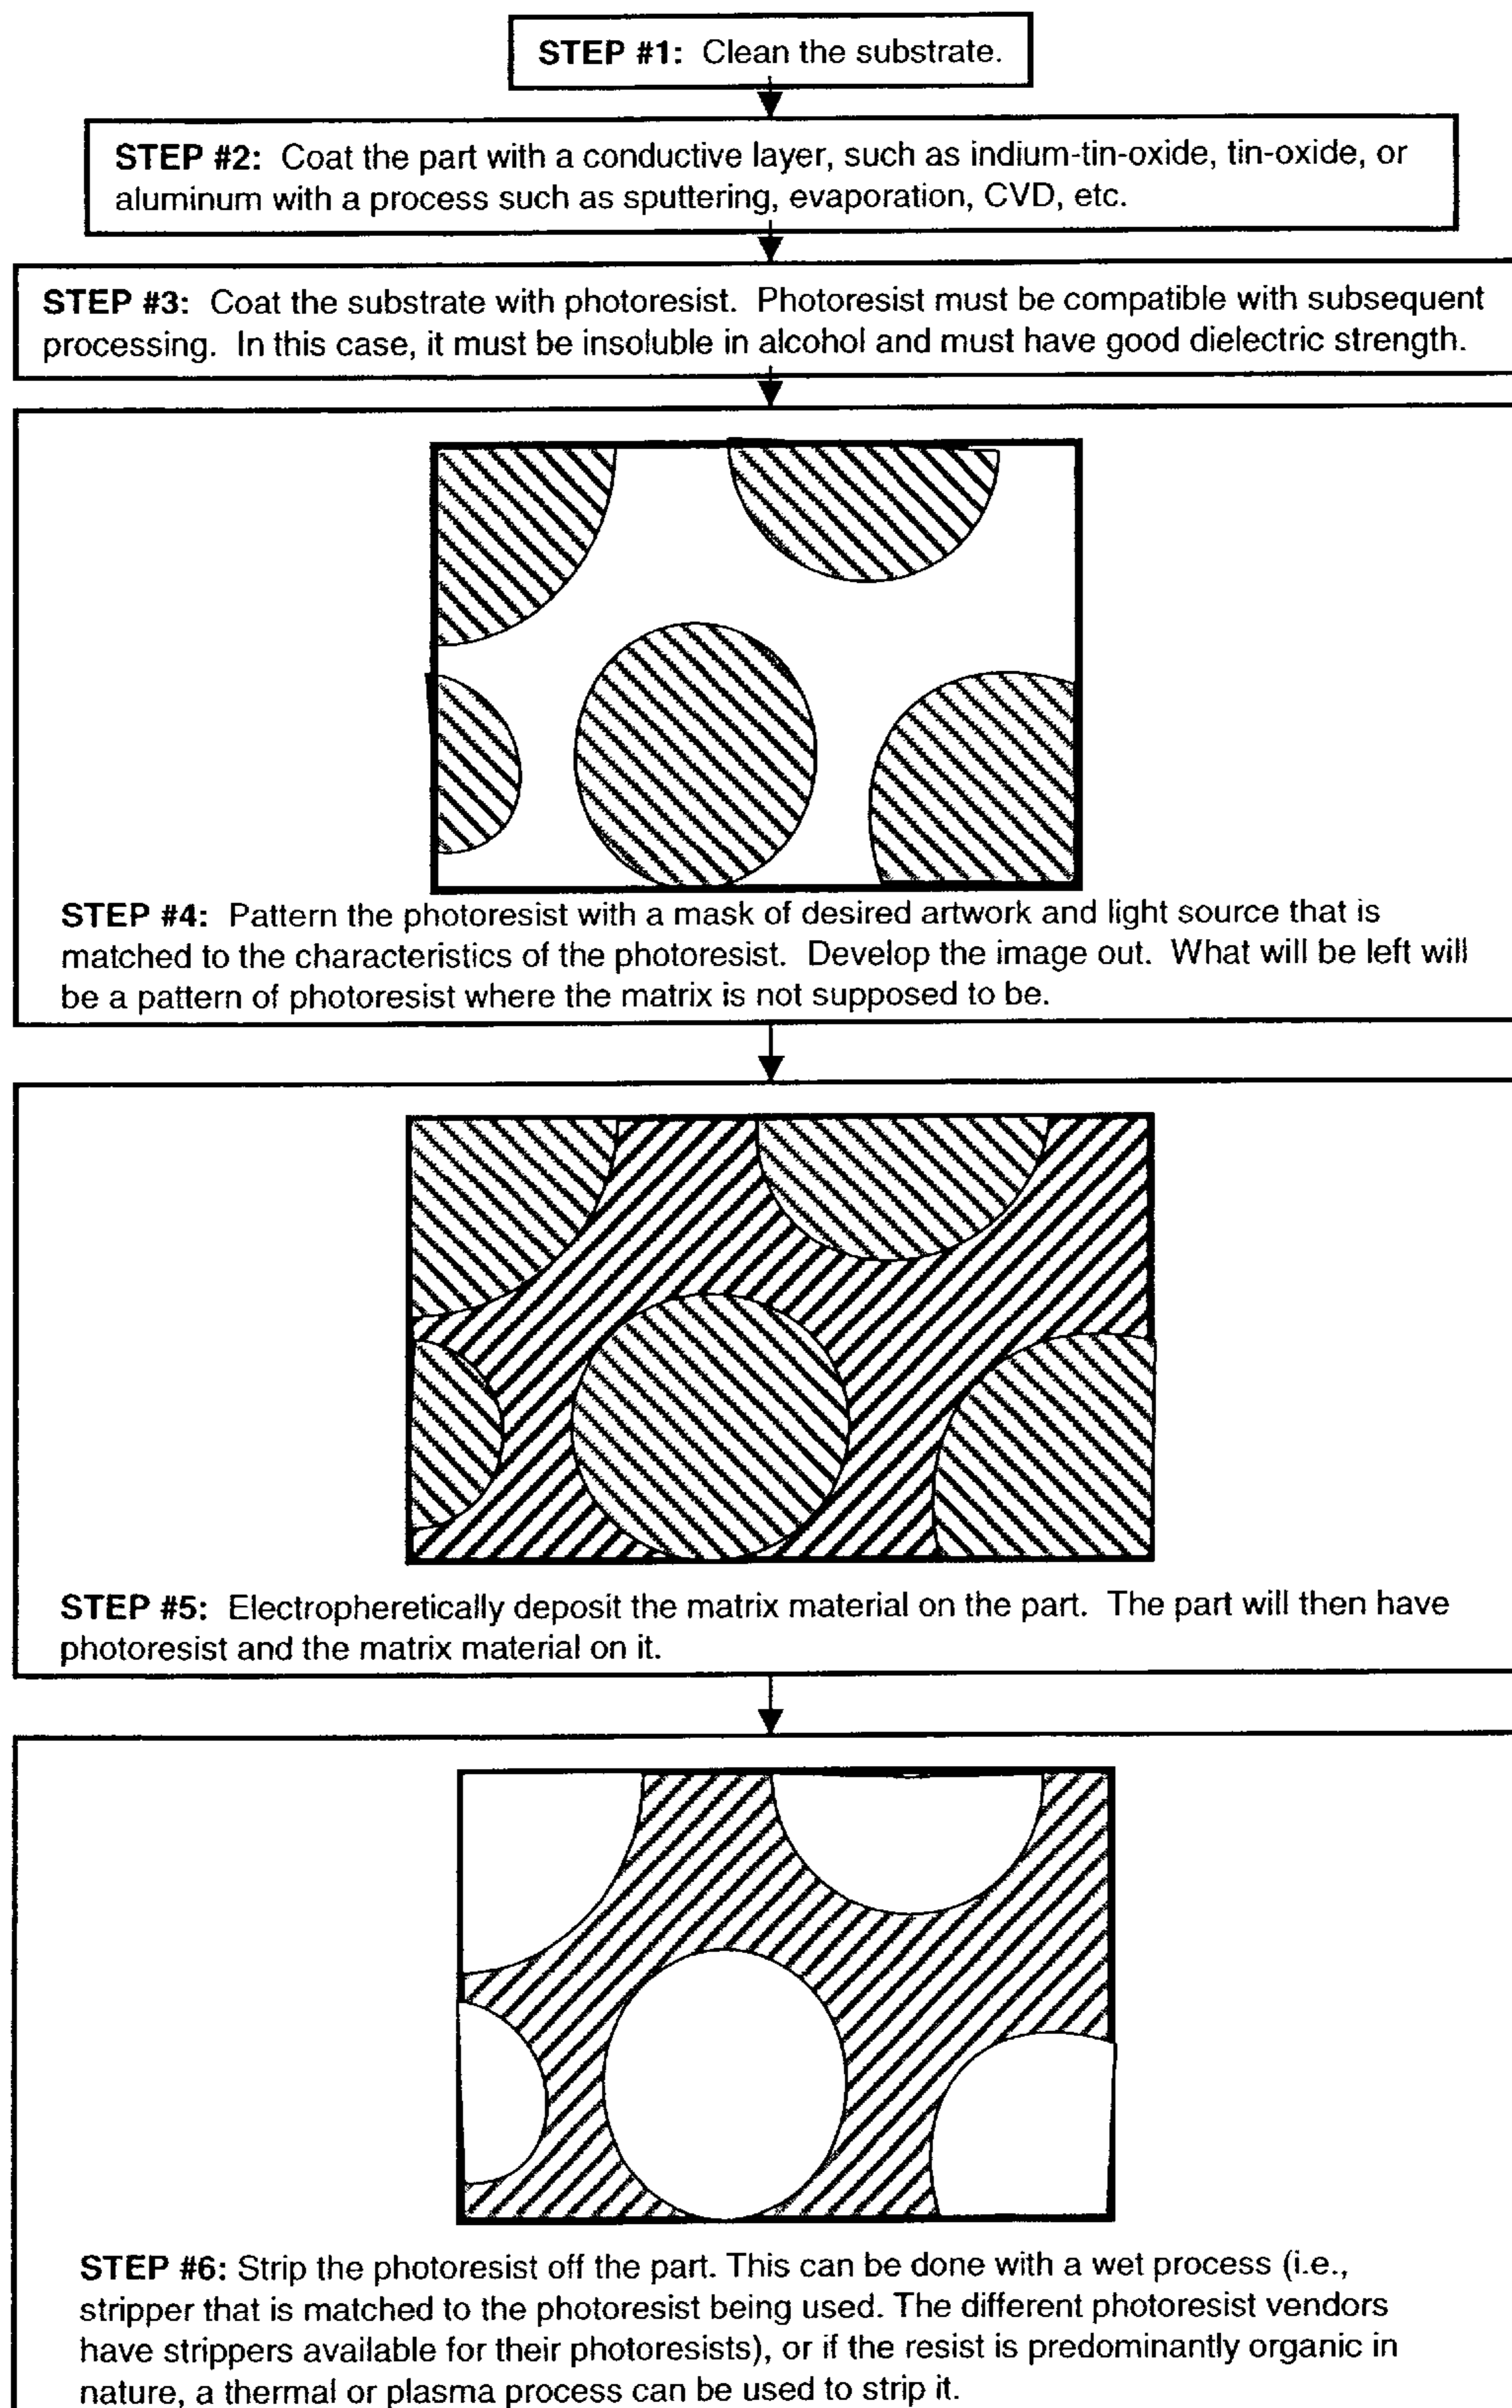 STEP #1: Clean the substrate.
STEP #2: Coat the part with a conductive layer, such as indium-tin-oxide, tin-oxide, or
aluminum with a process such as sputtering, evaporation, CVD, etc.
STEP #3: Coat the substrate with photoresist. Photoresist must be compatible with subsequent
processing. In this case, it must be insoluble in alcohol and must have good dielectric strength.
STEP #4: Pattern the photoresist with a mask of desired artwork and light source that is
matched to the characteristics of the photoresist. Develop the image out. What will be left will
be a pattern of photoresist where the matrix is not supposed to be.
STEP #5: Electropheretically deposit the matrix material on the part. The part will then have
photoresist and the matrix material on it.
STEP #6: Strip the photoresist off the part. This can be done with a wet process (i.e.,
stripper that is matched to the photoresist being used. The different photoresist vendors
have strippers available for their photoresists), or if the resist is predominantly organic in
nature, a thermal or plasma process can be used to strip it.